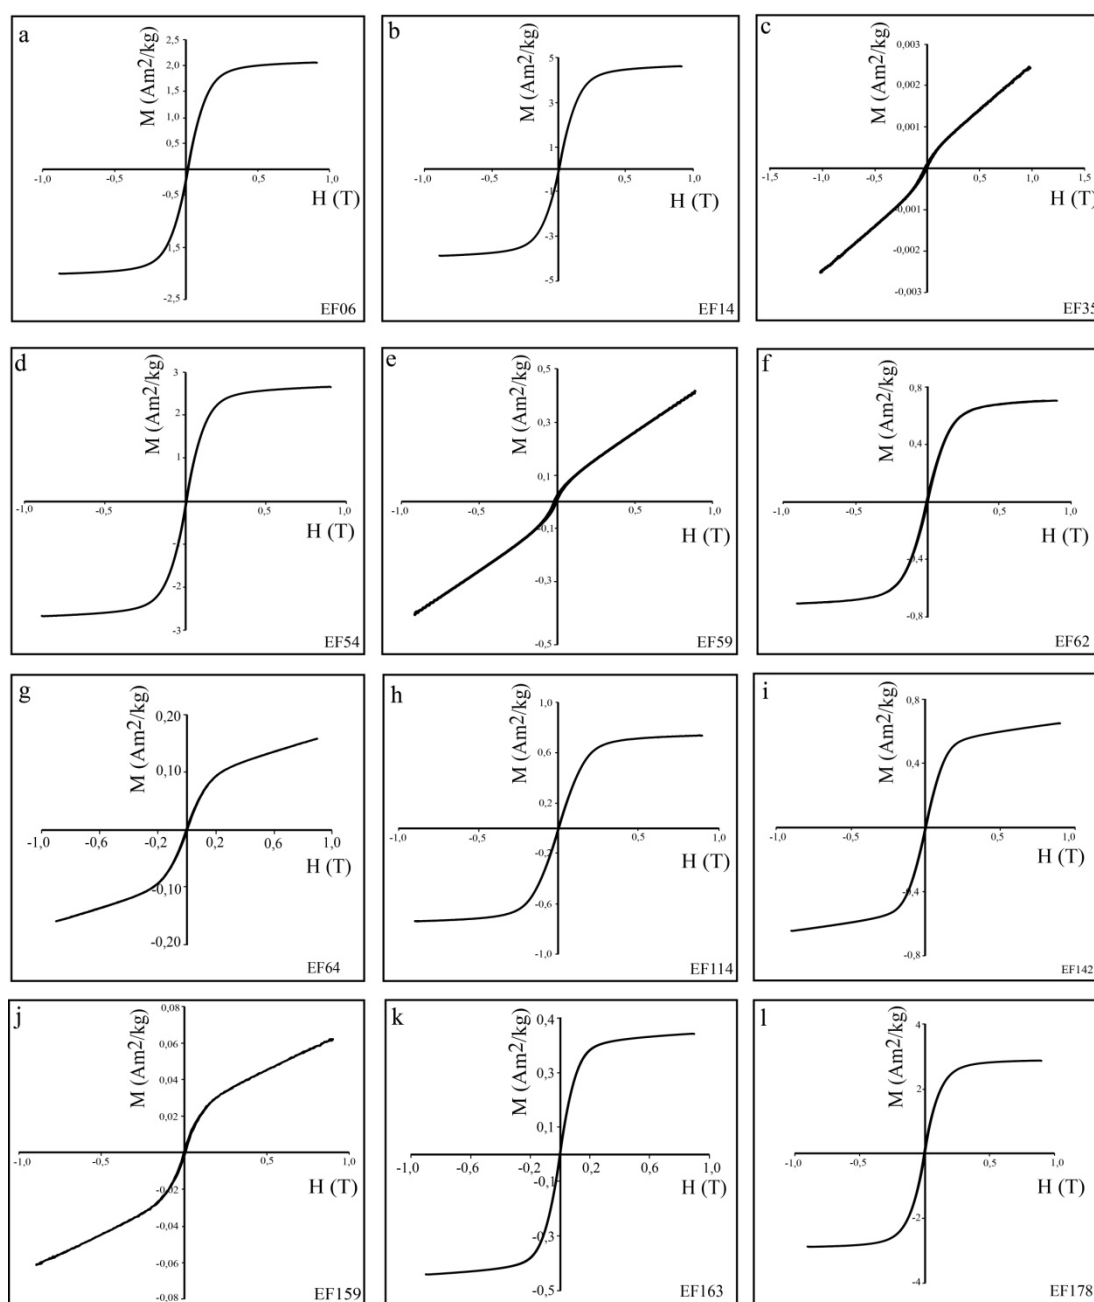 a
M (Am2/kg)
2,5
2,0
1,5
1,0
0,5
-1,0 -0,5 0,5 1,0
-0,5
H (T)
1,5
-2,5
EF06
b
M (Am2/kg)
5
4
1
-1,0 -0,5 0,5 1,0
-1
H (T)
-3
-5
EF14
c
M (Am2/kg)
0,003
0,002
0,001
-1,5 -1,0 -0,5 0,5 1,0 1,5
H (T)
-0,001
-0,002
-0,003
EF35
d
M (Am2/kg)
3
2
1
-1,0 -0,5 0,5 1,0
-1
H (T)
-2
-3
EF54
e
M (Am2/kg)
0,5
0,3
0,1
-1,0 -0,5 0,5 1,0
-0,1
H (T)
-0,3
-0,5
EF59
f
M (Am2/kg)
0,8
0,4
-1,0 -0,5 0,5 1,0
H (T)
-0,4
-0,8
EF62
g
M (Am2/kg)
0,20
0,10
-1,0 -0,6 -0,2 0,2 0,6 1,0
H (T)
-0,10
-0,20
EF64
h
M (Am2/kg)
1,0
0,6
0,2
-1,0 -0,5 0,5 1,0
-0,2
H (T)
-0,6
-1,0
EF114
i
M (Am2/kg)
0,8
0,4
-1,0 -0,5 0,5 1,0
H (T)
-0,4
-0,8
EF142
j
M (Am2/kg)
0,08
0,06
0,04
0,02
-1,0 -0,5 0,5 1,0
H (T)
-0,02
-0,04
-0,06
-0,08
EF159
k
M (Am2/kg)
0,4
0,3
0,1
-1,0 -0,6 -0,2 0,2 0,6 1,0
-0,1
H (T)
-0,3
-0,5
EF163
l
M (Am2/kg)
4
2
-1,0 -0,5 0,5 1,0
H (T)
-2
-4
EF178